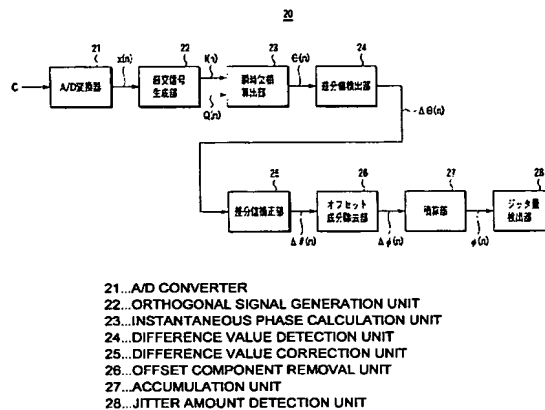 20
21
22
23
24
x(n)
I(n)
Θ(n)
C
A/D変換器
直交信号
生成部
瞬時位相
算出部
差分値検出部
Q(n)
ΔΘ(n)
25
26
27
28
差分値補正部
オフセット
成分除去部
積算部
ジッタ量
検出部
Δθ(n)
Δφ(n)
φ(n)
21...A/D CONVERTER
22...ORTHOGONAL SIGNAL GENERATION UNIT
23...INSTANTANEOUS PHASE CALCULATION UNIT
24...DIFFERENCE VALUE DETECTION UNIT
25...DIFFERENCE VALUE CORRECTION UNIT
26...OFFSET COMPONENT REMOVAL UNIT
27...ACCUMULATION UNIT
28...JITTER AMOUNT DETECTION UNIT